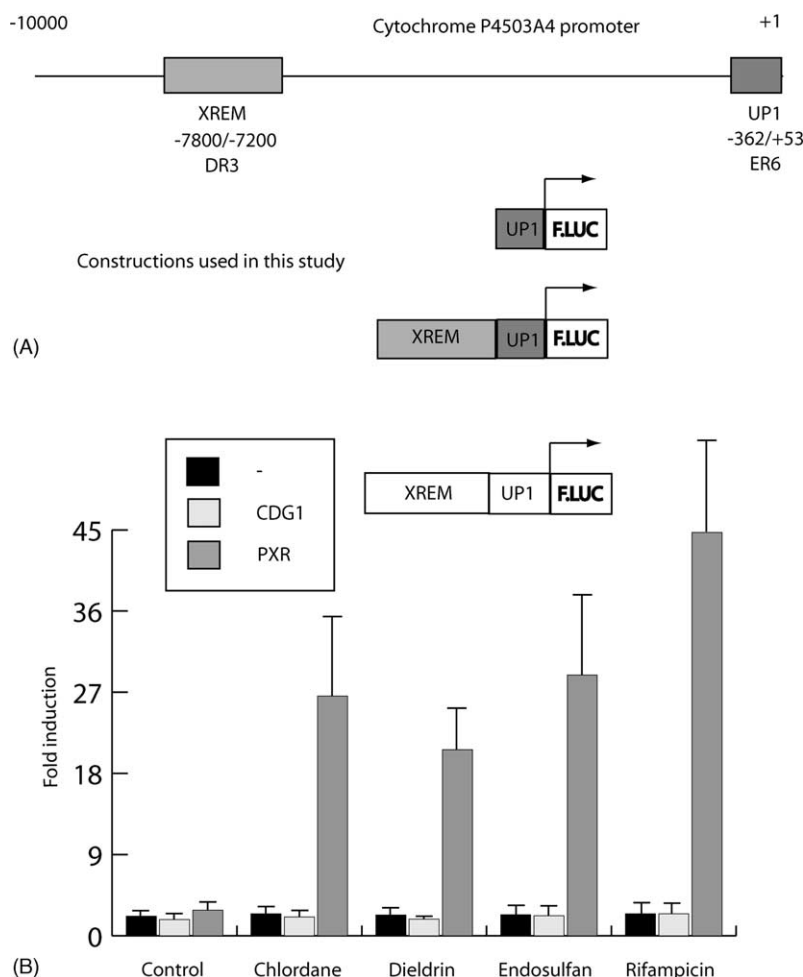 -10000 Cytochrome P4503A4 promoter +1
XREM UP1
-7800/-7200 -362/+53
DR3 ER6
UP1 F.LUC
Constructions used in this study
XREM UP1 F.LUC
(A)
-
CDG1
PXR
XREM UP1 F.LUC
45
36
27
18
9
0
Fold induction
Control Chlordane Dieldrin Endosulfan Rifampicin
(B)